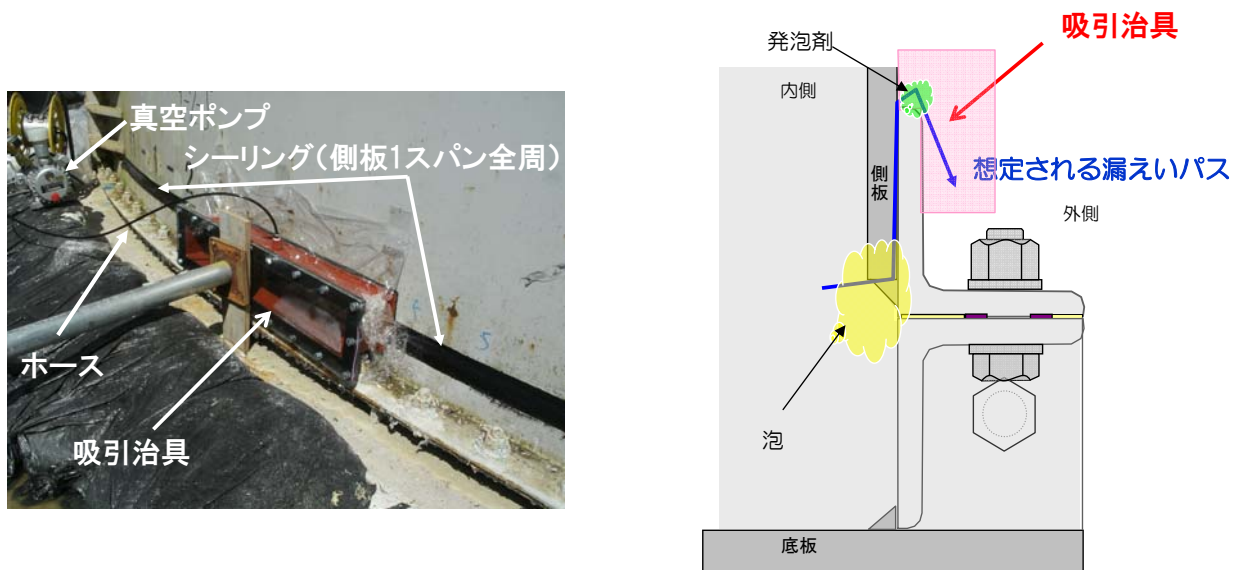 真空ポンプ
シーリング(側板1スパン全周)
ホース
吸引治具
5
発泡剤
吸引治具
内側
側板
想定される漏えいパス
外側
泡
底板